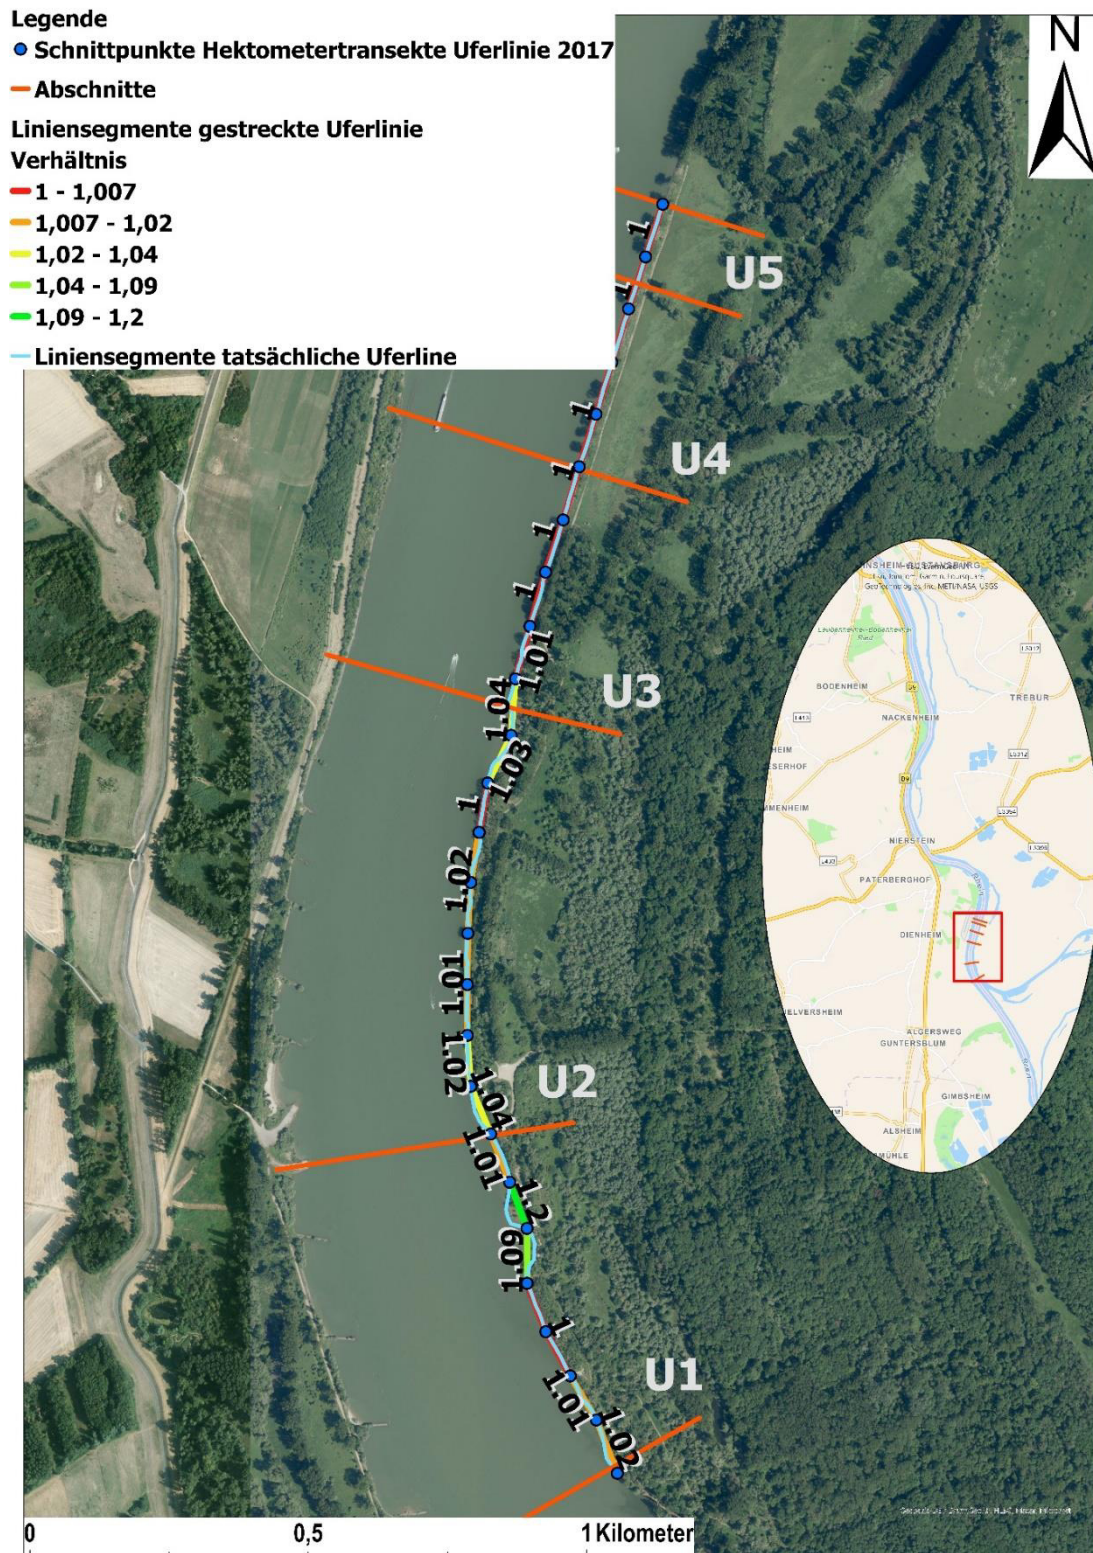 Legende
Schnittpunkte Hektometertransekte Uferlinie 2017
Abschnitte
Liniensegmente gestreckte Uferlinie
Verhältnis
1 - 1,007
1,007 - 1,02
1,02 - 1,04
1,04 - 1,09
1,09 - 1,2
Liniensegmente tatsächliche Uferline
N
1
U5
1
1
U4
1
1
1
1.01
U3
1.04
1.03
1
1.02
1.01
1.02
1.04
U2
1.01
1.2
1.09
1
U1
1.01
1.02
TREBUR
BODENHEIM
NACKENHEIM
NIERSTEIN
PATERBERGHOF
DIENHEIM
ALGERSWEG
GUNTERSBLUM
GIMBSHEIM
ALSHEIM
0
0,5
1 Kilometer